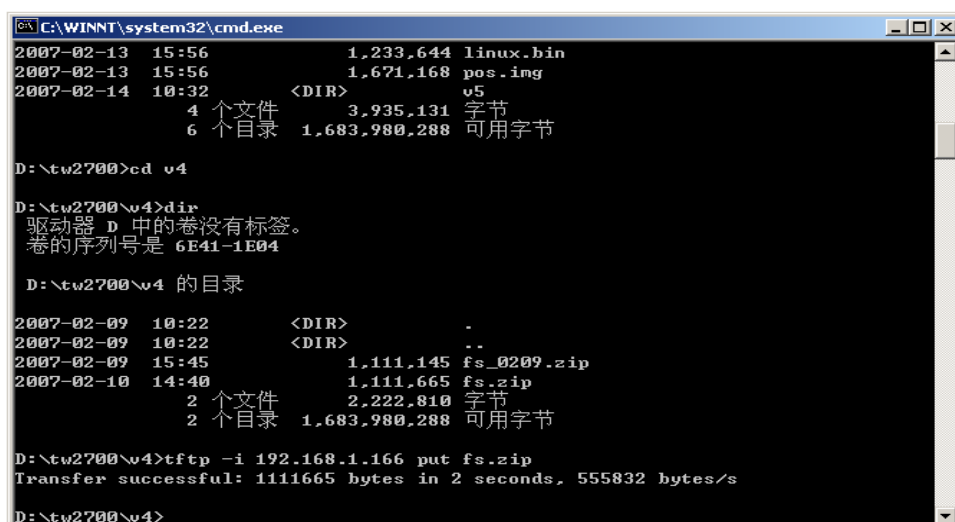 C:\WINNT\system32\cmd.exe
2007-02-13 15:56 1,233,644 linux.bin
2007-02-13 15:56 1,671,168 pos.img
2007-02-14 10:32 <DIR> v5
4 个文件 3,935,131 字节
6 个目录 1,683,980,288 可用字节
D:\tw2700>cd v4
D:\tw2700\v4>dir
驱动器 D 中的卷没有标签。
卷的序列号是 6E41-1E04
D:\tw2700\v4 的目录
2007-02-09 10:22 <DIR> .
2007-02-09 10:22 <DIR> ..
2007-02-09 15:45 1,111,145 fs_0209.zip
2007-02-10 14:40 1,111,665 fs.zip
2 个文件 2,222,810 字节
2 个目录 1,683,980,288 可用字节
D:\tw2700\v4>tftp -i 192.168.1.166 put fs.zip
Transfer successful: 1111665 bytes in 2 seconds, 555832 bytes/s
D:\tw2700\v4>